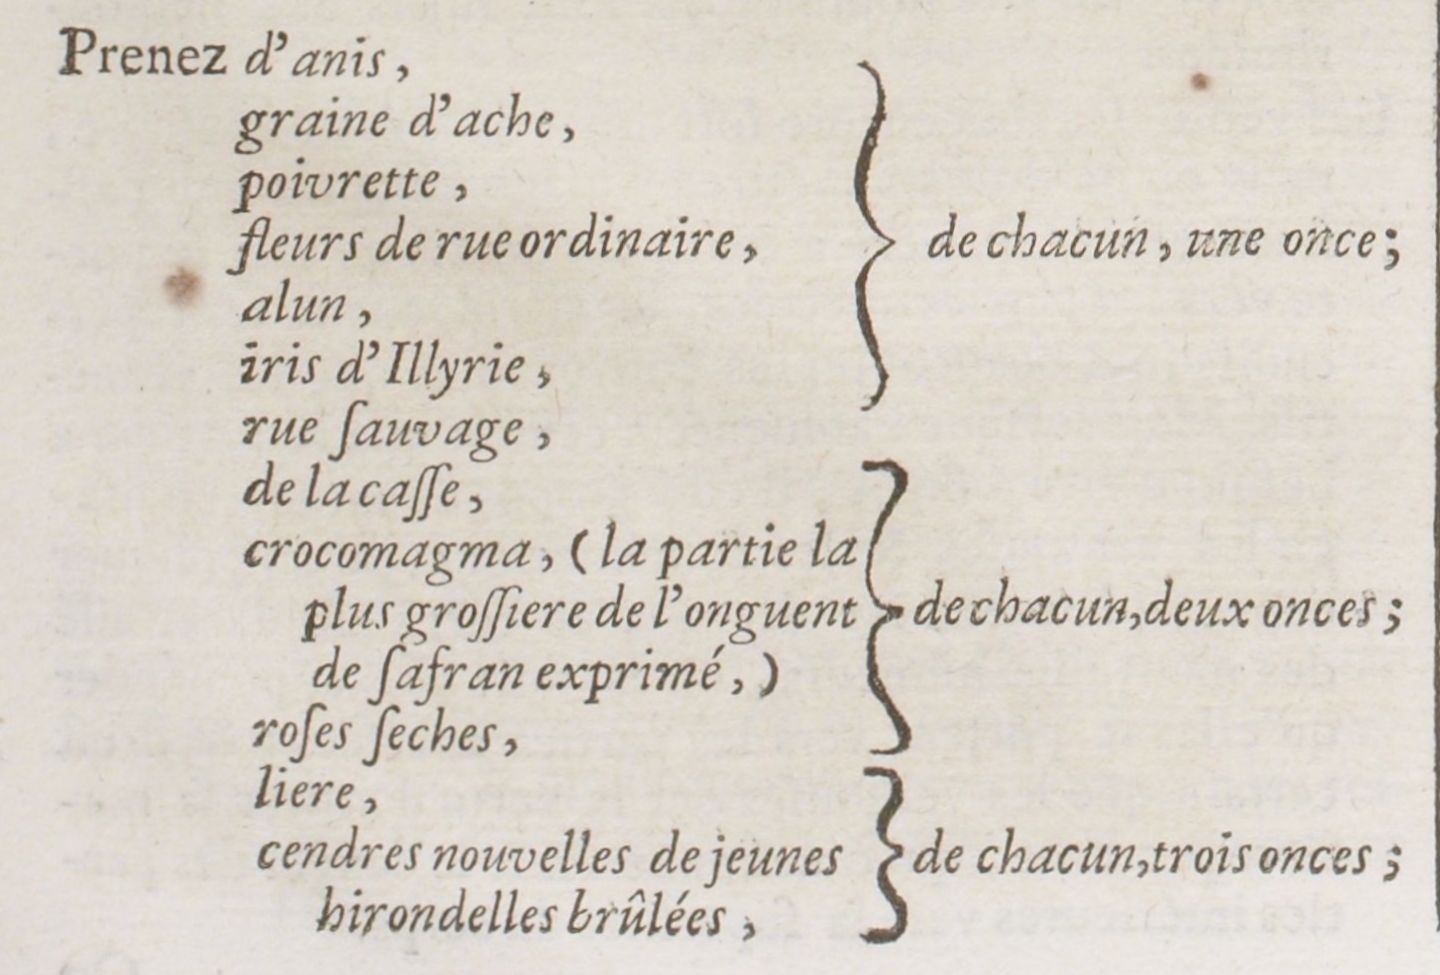 Prenez d'anis,
graine d'ache,
poivrette,
fleurs de rue ordinaire,
de chacun, une once;
alun,
iris d'Illyrie,
rue ſauvage,
de la caſſe,
crocomagma, (la partie la
plus groſſiere de l'onguent
de chacun, deux onces;
de ſafran exprimé,)
roſes ſeches,
liere,
cendres nouvelles de jeunes
de chacun, trois onces;
hirondelles brûlées,